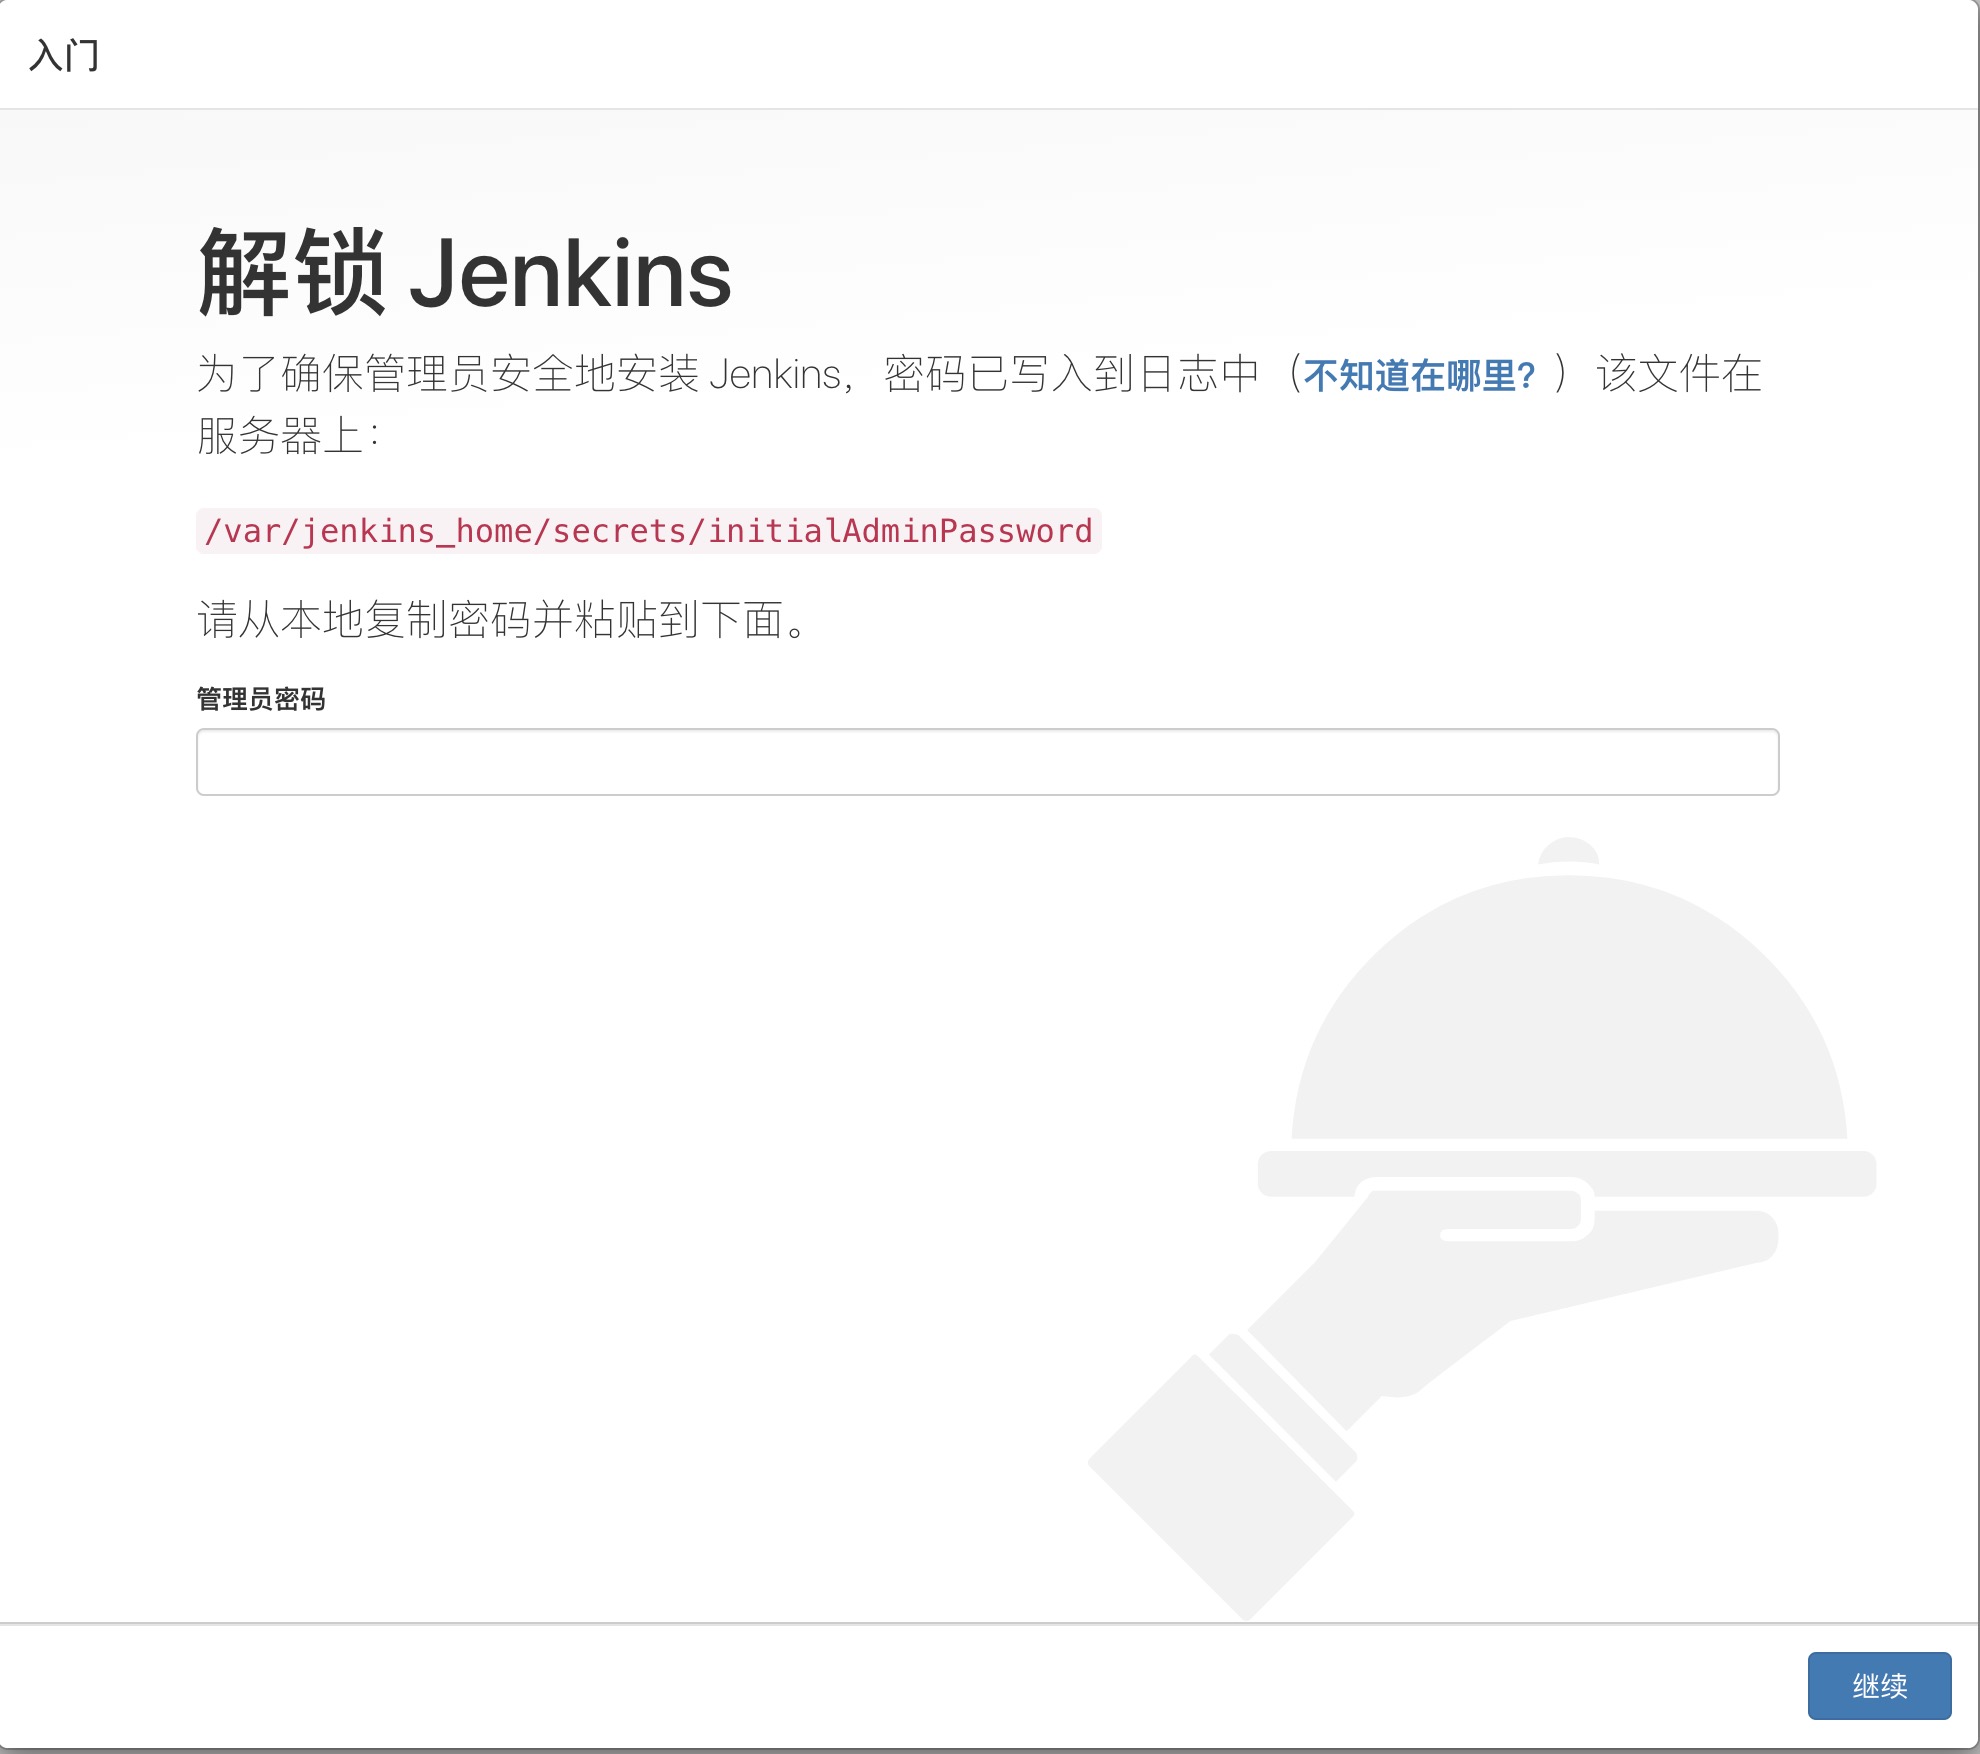 入门
解锁 Jenkins
为了确保管理员安全地安装 Jenkins，密码已写入到日志中（不知道在哪里？）该文件在
服务器上：
/var/jenkins_home/secrets/initialAdminPassword
请从本地复制密码并粘贴到下面。
管理员密码
继续